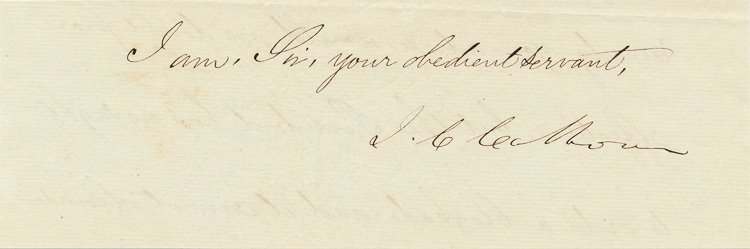 I am, Sir, your obedient servant,
J. C Calhoun